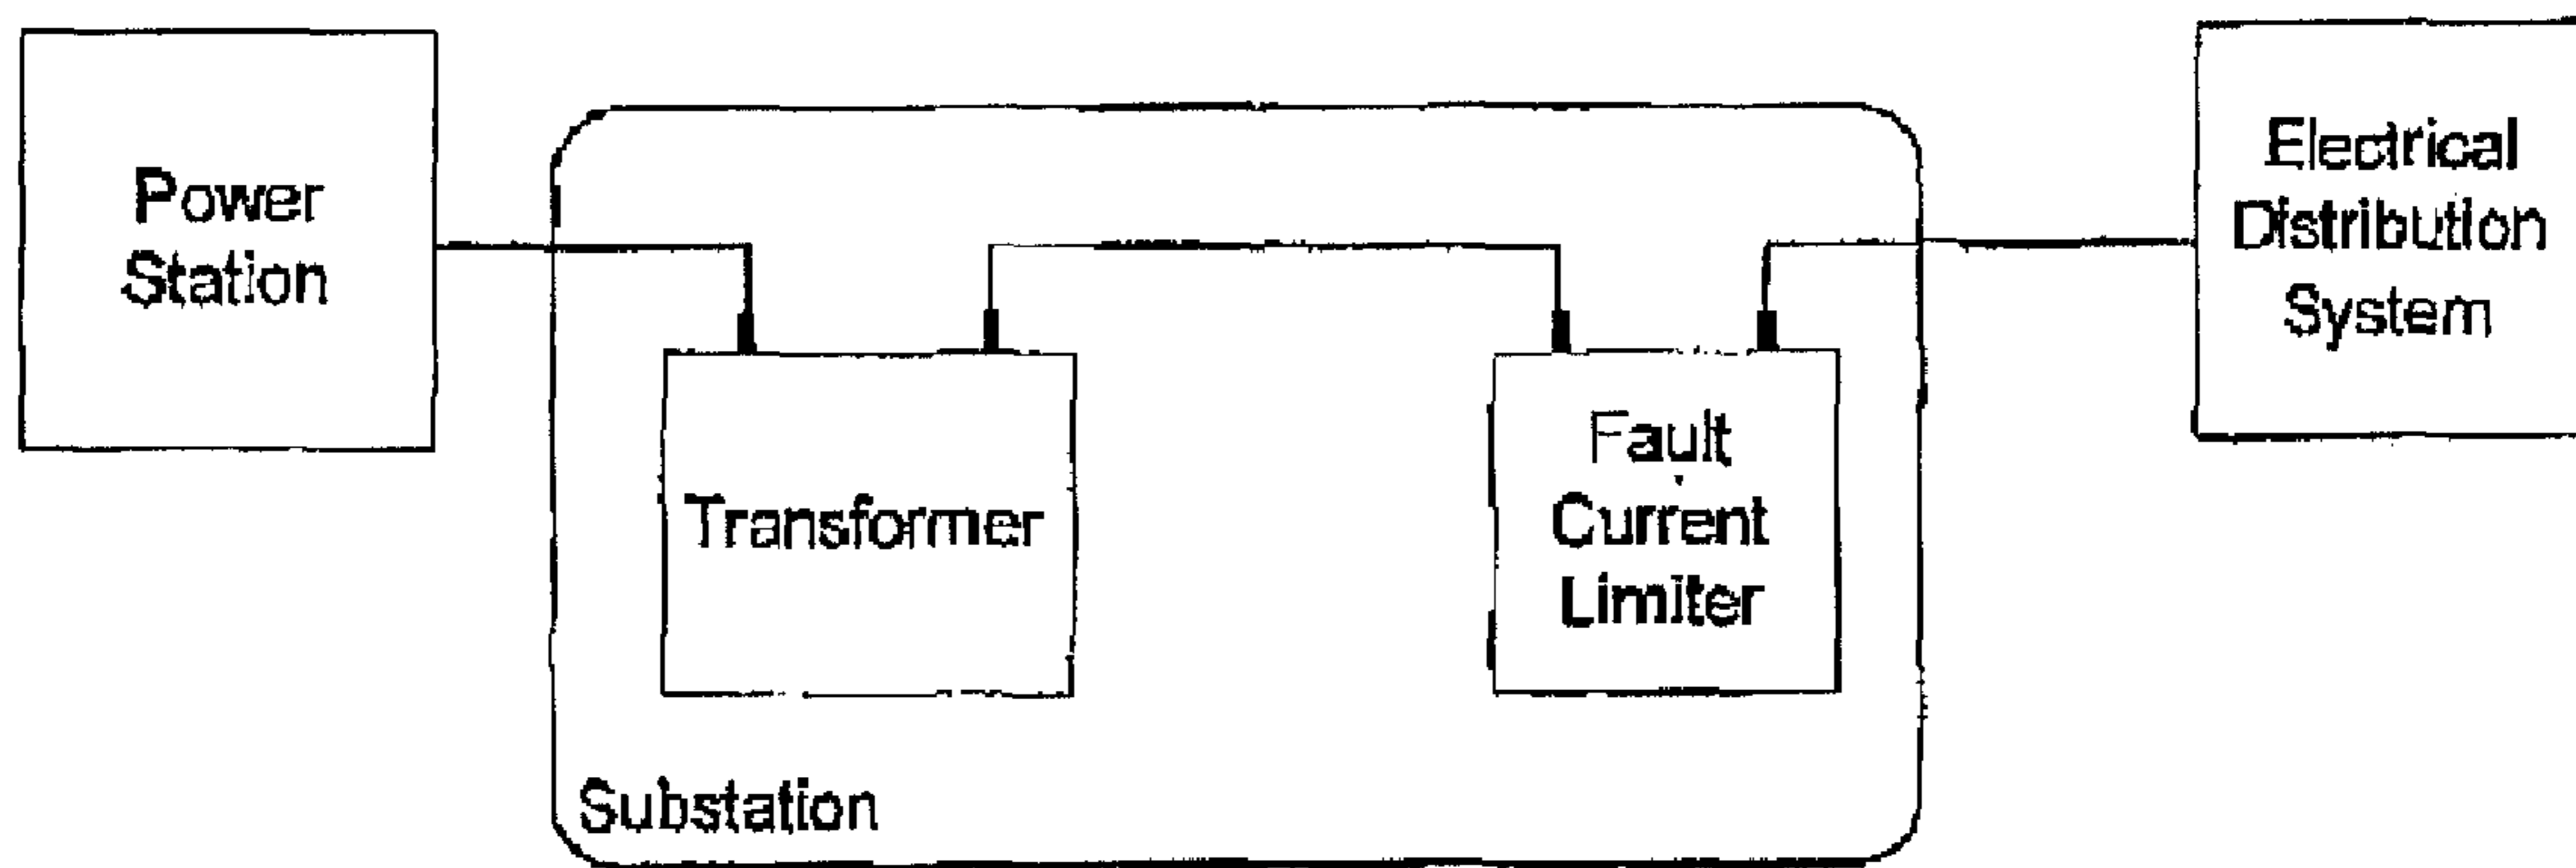 Power
Station
Transformer
Fault
Current
Limiter
Electrical
Distribution
System
Substation